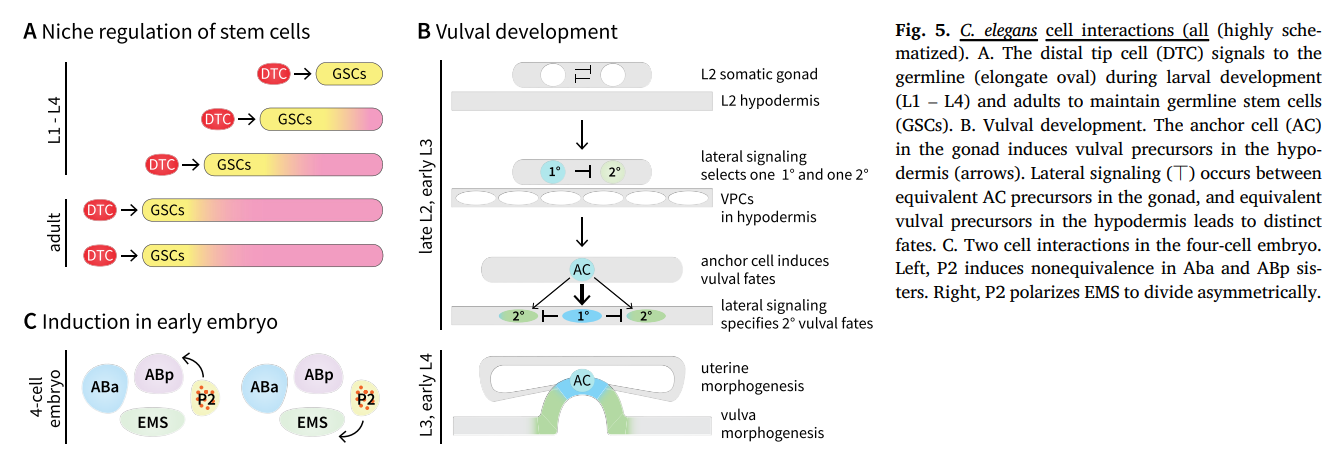 A Niche regulation of stem cells
L1 - L4
DTC
GSCs
DTC
GSCs
DTC
GSCs
adult
DTC
GSCs
DTC
GSCs
C Induction in early embryo
4-cell
embryo
ABa
ABp
P2
EMS
ABa
ABp
P2
EMS
B Vulval development
late L2, early L3
L2 somatic gonad
L2 hypodermis
1°
2°
lateral signaling
selects one 1° and one 2°
VPCs
in hypodermis
AC
anchor cell induces
vulval fates
2°
1°
2°
lateral signaling
specifies 2° vulval fates
L3, early L4
AC
uterine
morphogenesis
vulva
morphogenesis
Fig. 5. C. elegans cell interactions (all (highly sche-
matized). A. The distal tip cell (DTC) signals to the
germline (elongate oval) during larval development
(L1 – L4) and adults to maintain germline stem cells
(GSCs). B. Vulval development. The anchor cell (AC)
in the gonad induces vulval precursors in the hypo-
dermis (arrows). Lateral signaling (⊤) occurs between
equivalent AC precursors in the gonad, and equivalent
vulval precursors in the hypodermis leads to distinct
fates. C. Two cell interactions in the four-cell embryo.
Left, P2 induces nonequivalence in Aba and ABp sis-
ters. Right, P2 polarizes EMS to divide asymmetrically.